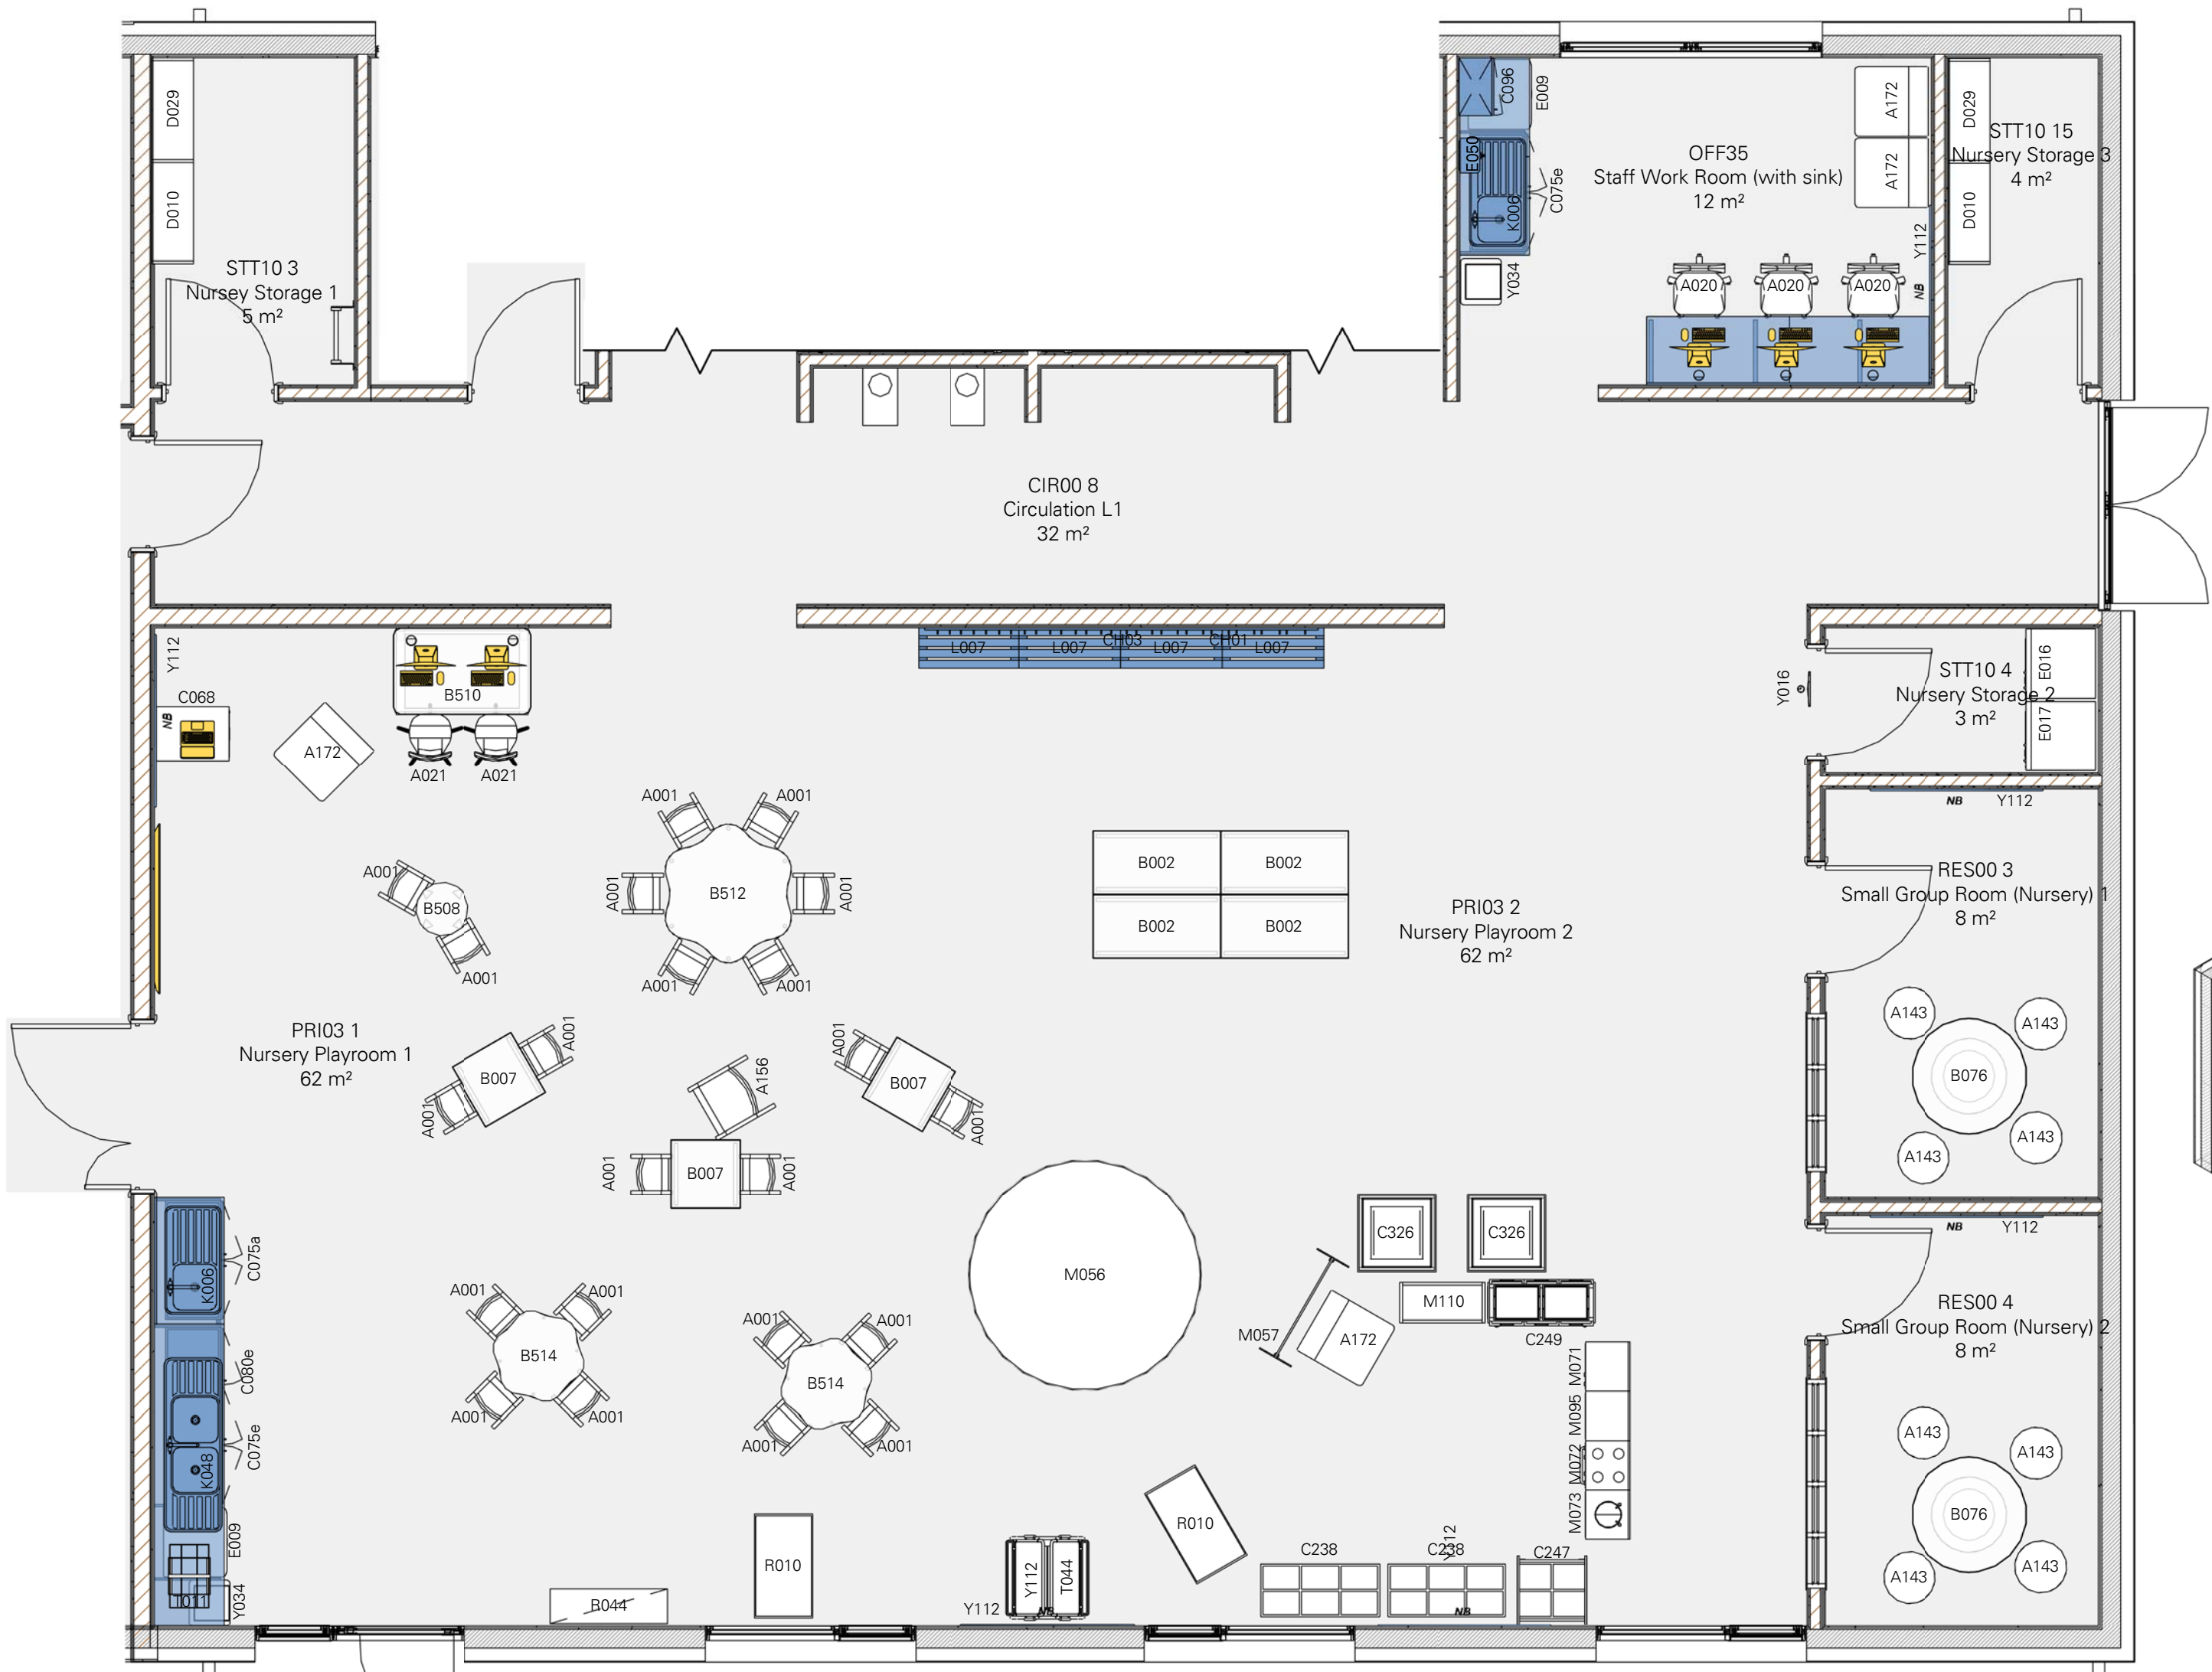 D029
D010
STT10 3
Nursey Storage 1
5 m²
C096
E009
E050
C075e
K006
Y034
OFF35
Staff Work Room (with sink)
12 m²
A172
A172
Y112
NB
A020
A020
A020
D029
D010
STT10 15
Nursery Storage 3
4 m²
CIR00 8
Circulation L1
32 m²
Y112
C068
NB
A172
B510
A021
A021
L007
L007
CH03
L007
CH01
L007
Y016
STT10 4
Nursery Storage 2
3 m²
E016
E017
NB
Y112
A001
A001
A001
B512
A001
A001
A001
A001
B508
A001
B002
B002
B002
B002
PRI03 2
Nursery Playroom 2
62 m²
RES00 3
Small Group Room (Nursery) 1
8 m²
A143
A143
B076
A143
A143
PRI03 1
Nursery Playroom 1
62 m²
A001
B007
A001
A156
A001
B007
A001
A001
B007
A001
M056
C326
C326
M110
C249
M057
A172
NB
Y112
RES00 4
Small Group Room (Nursery) 2
8 m²
A143
A143
B076
A143
A143
C075a
K006
C080e
C075e
K048
E009
Y034
A001
A001
B514
A001
A001
A001
A001
B514
A001
A001
M071
M095
M072
M073
R044
R010
Y112
Y112
T044
NB
R010
C238
C238
Y112
NB
C247